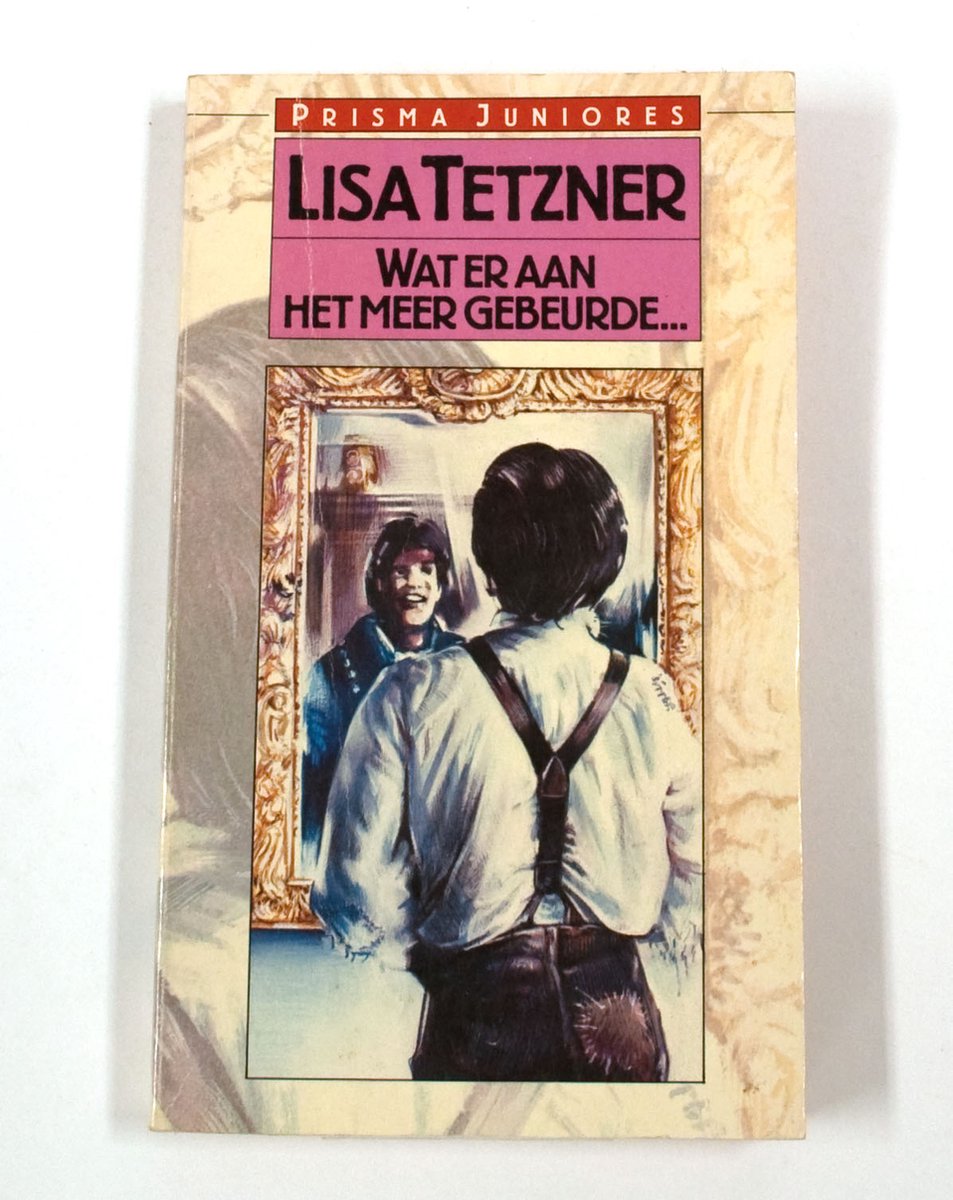 PRISMA JUNIORES
LISA TETZNER
WAT ER AAN
HET MEER GEBEURDE...